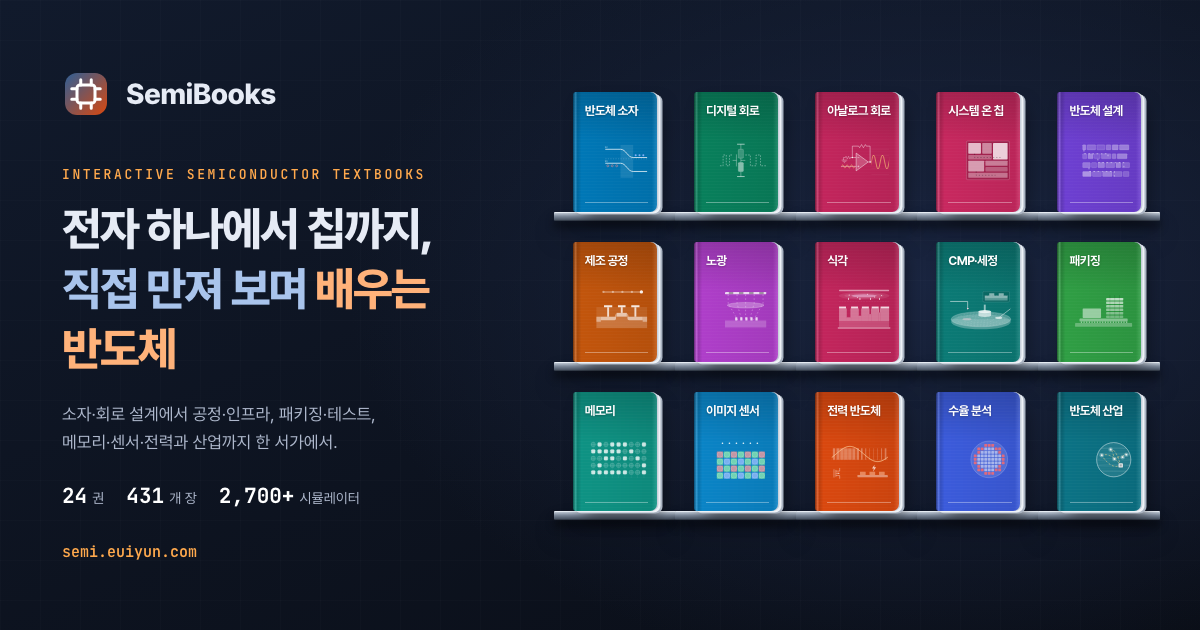 SemiBooks
INTERACTIVE SEMICONDUCTOR TEXTBOOKS
전자 하나에서 칩까지,
직접 만져 보며 배우는
반도체
소자·회로 설계에서 공정·인프라, 패키징·테스트,
메모리·센서·전력과 산업까지 한 서가에서.
24 권 431 개 장 2,700+ 시뮬레이터
semi.euiyun.com
반도체 소자
디지털 회로
아날로그 회로
시스템 온 칩
반도체 설계
제조 공정
노광
식각
CMP·세정
패키징
메모리
이미지 센서
전력 반도체
수율 분석
반도체 산업